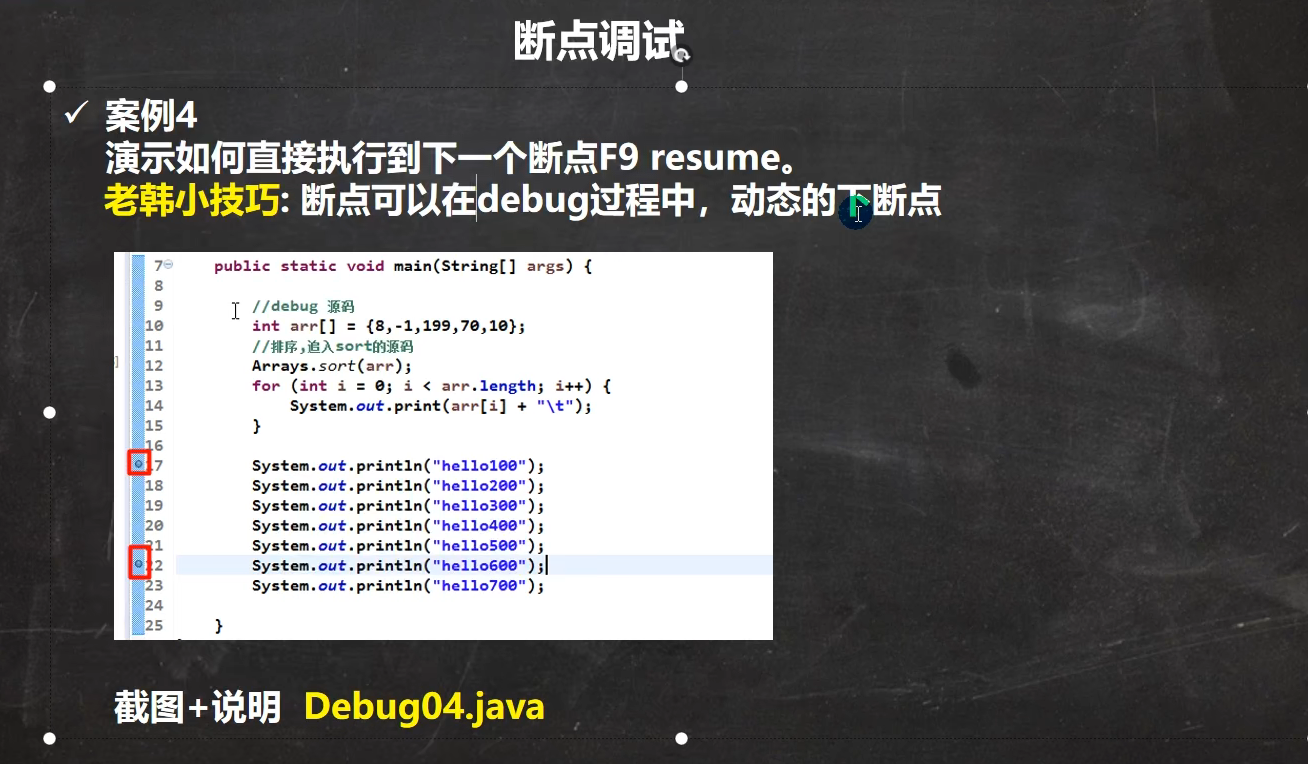 断点调试
✓ 案例4
演示如何直接执行到下一个断点F9 resume。
老韩小技巧: 断点可以在debug过程中，动态的下断点
7 public static void main(String[] args) {
8
9 //debug 源码
10 int arr[] = {8,-1,199,70,10};
11 //排序,追入sort的源码
12 Arrays.sort(arr);
13 for (int i = 0; i < arr.length; i++) {
14 System.out.print(arr[i] + "\t");
15 }
16
17 System.out.println("hello100");
18 System.out.println("hello200");
19 System.out.println("hello300");
20 System.out.println("hello400");
21 System.out.println("hello500");
22 System.out.println("hello600");
23 System.out.println("hello700");
24
25 }
截图+说明 Debug04.java